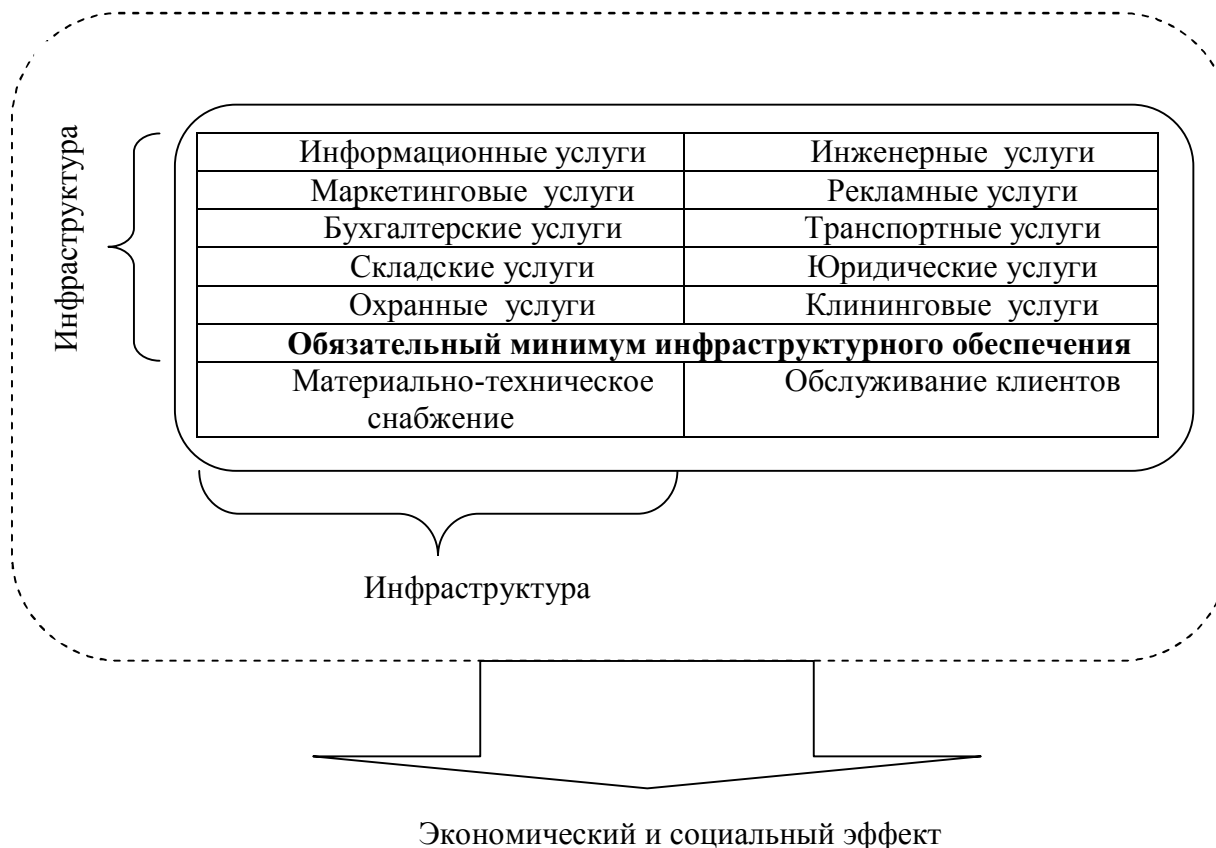 Инфраструктура
Информационные услуги Инженерные услуги
Маркетинговые услуги Рекламные услуги
Бухгалтерские услуги Транспортные услуги
Складские услуги Юридические услуги
Охранные услуги Клининговые услуги
Обязательный минимум инфраструктурного обеспечения
Материально-техническое Обслуживание клиентов
снабжение
Инфраструктура
Экономический и социальный эффект